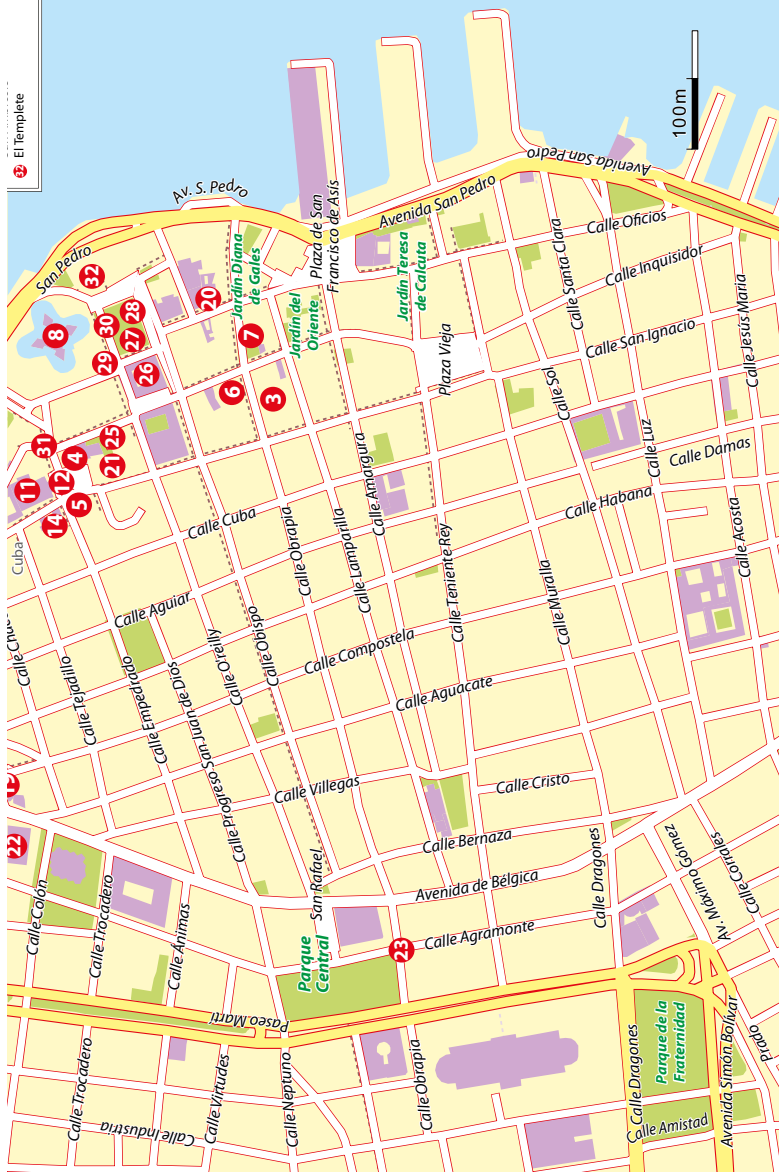 32 El Templete
100m
San Pedro
Av. S. Pedro
Plaza de San
Francisco de Asís
Avenida San Pedro
Avenida San Pedro
Calle Oficios
Calle Inquisidor
Calle Santa Clara
Calle San Ignacio
Calle Jesús María
Jardín Diana
de Gales
Jardín del
Oriente
Jardín Teresa
de Calcuta
Plaza Vieja
Calle Sol
Calle Luz
Calle Damas
Calle Habana
Calle Acosta
Calle Amargura
Calle Cuba
Calle Obrapia
Calle Lamparilla
Calle Teniente Rey
Calle Muralla
Cuba
Calle Aguiar
Calle Tejadillo
Calle Empedrado
Calle Progreso San Juan de Dios
Calle O'reilly
Calle Obispo
Calle Compostela
Calle Aguacate
Calle Villegas
Calle Cristo
Calle Bernaza
Avenida de Bélgica
Calle Dragones
Av. Máximo Gómez
Calle Corrales
Calle Colón
Calle Trocadero
Calle Ánimas
San Rafael
Parque
Central
Calle Agramonte
Paseo Martí
Calle Trocadero
Calle Industria
Calle Virtudes
Calle Neptuno
Calle Obrapia
Calle Dragones
Parque de la
Fraternidad
Calle Amistad
Avenida Simón Bolívar
Prado
8
32
30
28
27
29
26
20
7
6
3
31
4
25
21
11
12
5
14
22
23